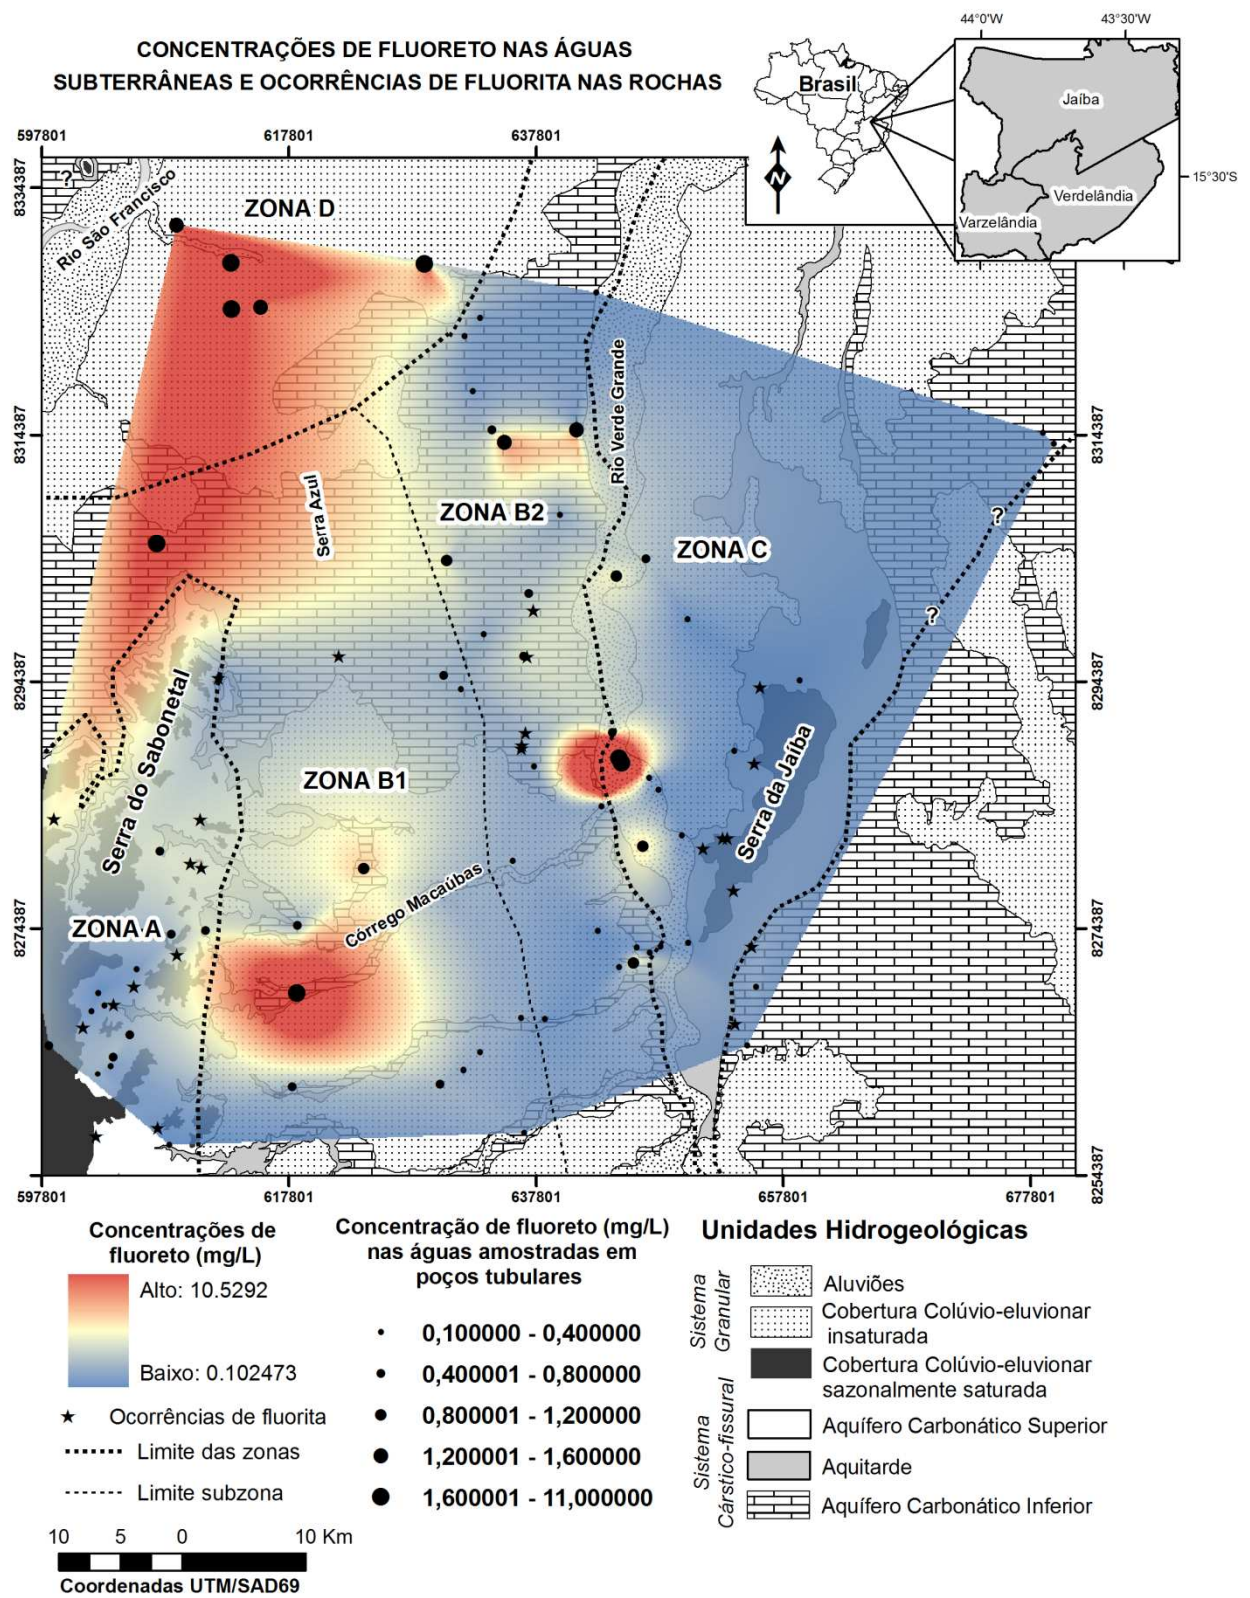 CONCENTRAÇÕES DE FLUORETO NAS ÁGUAS
SUBTERRÂNEAS E OCORRÊNCIAS DE FLUORITA NAS ROCHAS
44°0'W
43°30'W
Brasil
Jaíba
15°30'S
Verdelândia
Varzelândia
N
597801
617801
637801
8334387
?
Rio São Francisco
ZONA D
Rio Verde Grande
8314387
8314387
Serra Azul
ZONA B2
ZONA C
?
?
8294387
8294387
Serra do Sabonetal
ZONA B1
Serra da Jaíba
Córrego Macaúbas
ZONA A
8274387
8274387
8254387
597801
617801
637801
657801
677801
Concentrações de
fluoreto (mg/L)
Alto: 10.5292
Baixo: 0.102473
Ocorrências de fluorita
Limite das zonas
Limite subzona
10 5 0 10 Km
Coordenadas UTM/SAD69
Concentração de fluoreto (mg/L)
nas águas amostradas em
poços tubulares
0,100000 - 0,400000
0,400001 - 0,800000
0,800001 - 1,200000
1,200001 - 1,600000
1,600001 - 11,000000
Unidades Hidrogeológicas
Sistema
Granular
Aluviões
Cobertura Colúvio-eluvionar
insaturada
Cobertura Colúvio-eluvionar
sazonalmente saturada
Sistema
Cárstico-fissural
Aquífero Carbonático Superior
Aquitarde
Aquífero Carbonático Inferior